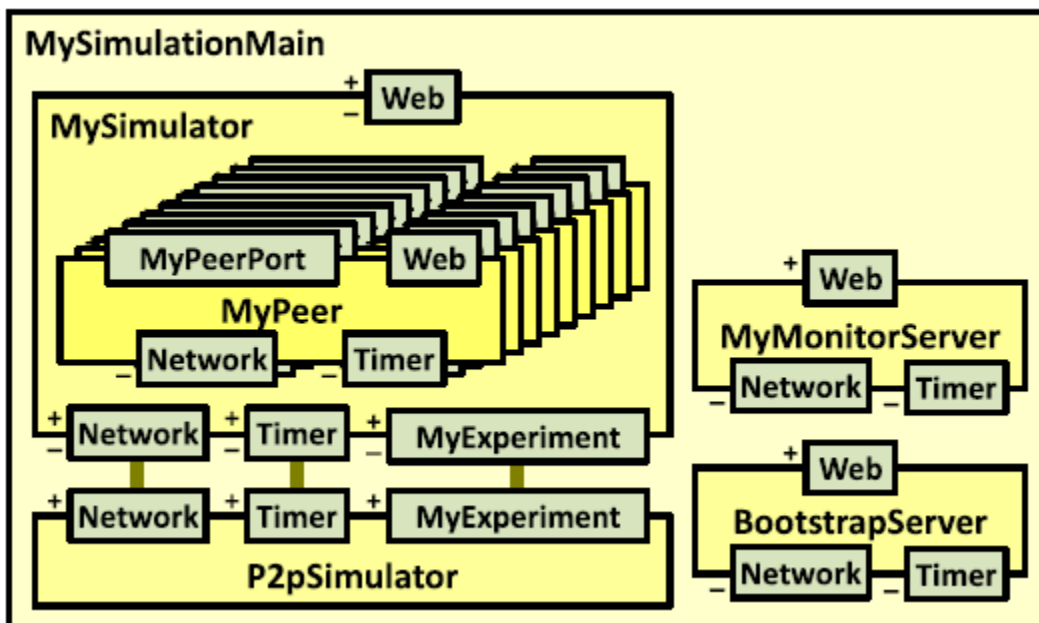 MySimulationMain
+
– Web
MySimulator
MyPeerPort Web
MyPeer
– Network – Timer
+ Network + Timer + MyExperiment
– – –
+ Network + Timer + MyExperiment
P2pSimulator
+ Web
MyMonitorServer
– Network – Timer
+ Web
BootstrapServer
– Network – Timer